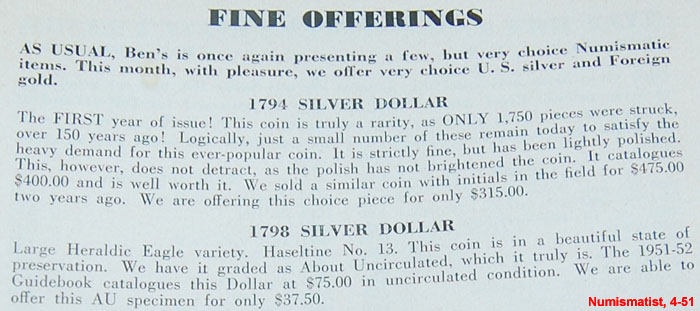 FINE OFFERINGS
AS USUAL, Ben's is once again presenting a few, but very choice Numismatic
items. This month, with pleasure, we offer very choice U. S. silver and Foreign
gold.
1794 SILVER DOLLAR
The FIRST year of issue! This coin is truly a rarity, as ONLY 1,750 pieces were struck,
over 150 years ago! Logically, just a small number of these remain today to satisfy the
heavy demand for this ever-popular coin. It is strictly fine, but has been lightly polished.
This, however, does not detract, as the polish has not brightened the coin. It catalogues
$400.00 and is well worth it. We sold a similar coin with initials in the field for $475.00
two years ago. We are offering this choice piece for only $315.00.
1798 SILVER DOLLAR
Large Heraldic Eagle variety. Haseltine No. 13. This coin is in a beautiful state of
preservation. We have it graded as About Uncirculated, which it truly is. The 1951-52
Guidebook catalogues this Dollar at $75.00 in uncirculated condition. We are able to
offer this AU specimen for only $37.50.
Numismatist, 4-51